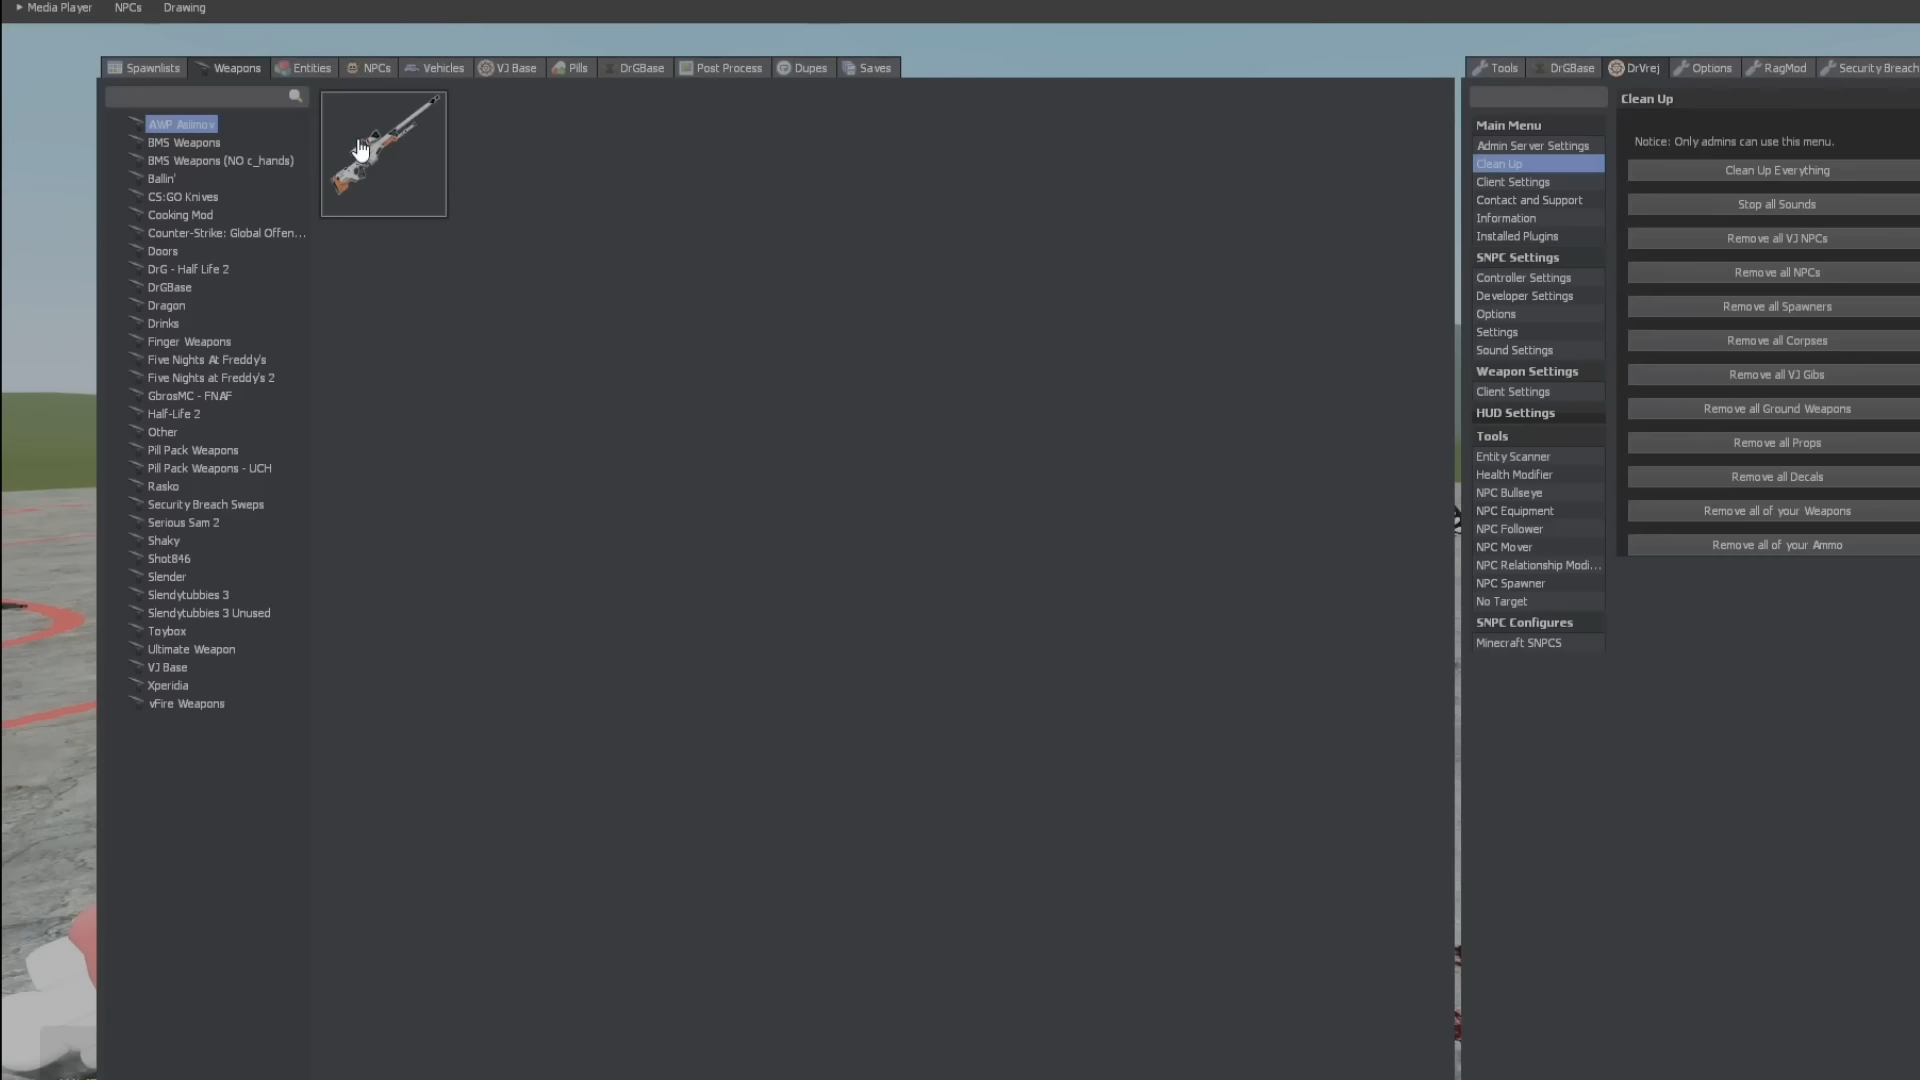 Media Player NPCs Drawing
Spawnlists Weapons Entities NPCs Vehicles VJ Base Pills DrGBase Post Process Dupes Saves
AWP Asiimov
BMS Weapons
BMS Weapons (NO c_hands)
Ballin'
CS:GO Knives
Cooking Mod
Counter-Strike: Global Offen...
Doors
DrG - Half Life 2
DrGBase
Dragon
Drinks
Finger Weapons
Five Nights At Freddy's
Five Nights at Freddy's 2
GbrosMC - FNAF
Half-Life 2
Other
Pill Pack Weapons
Pill Pack Weapons - UCH
Rasko
Security Breach Sweps
Serious Sam 2
Shaky
Shot846
Slender
Slendytubbies 3
Slendytubbies 3 Unused
Toybox
Ultimate Weapon
VJ Base
Xperidia
vFire Weapons
Tools DrGBase DrVrej Options RagMod Security Breach
Main Menu
Admin Server Settings
Clean Up
Client Settings
Contact and Support
Information
Installed Plugins
SNPC Settings
Controller Settings
Developer Settings
Options
Settings
Sound Settings
Weapon Settings
Client Settings
HUD Settings
Tools
Entity Scanner
Health Modifier
NPC Bullseye
NPC Equipment
NPC Follower
NPC Mover
NPC Relationship Modi...
NPC Spawner
No Target
SNPC Configures
Minecraft SNPCS
Clean Up
Notice: Only admins can use this menu.
Clean Up Everything
Stop all Sounds
Remove all VJ NPCs
Remove all NPCs
Remove all Spawners
Remove all Corpses
Remove all VJ Gibs
Remove all Ground Weapons
Remove all Props
Remove all Decals
Remove all of your Weapons
Remove all of your Ammo